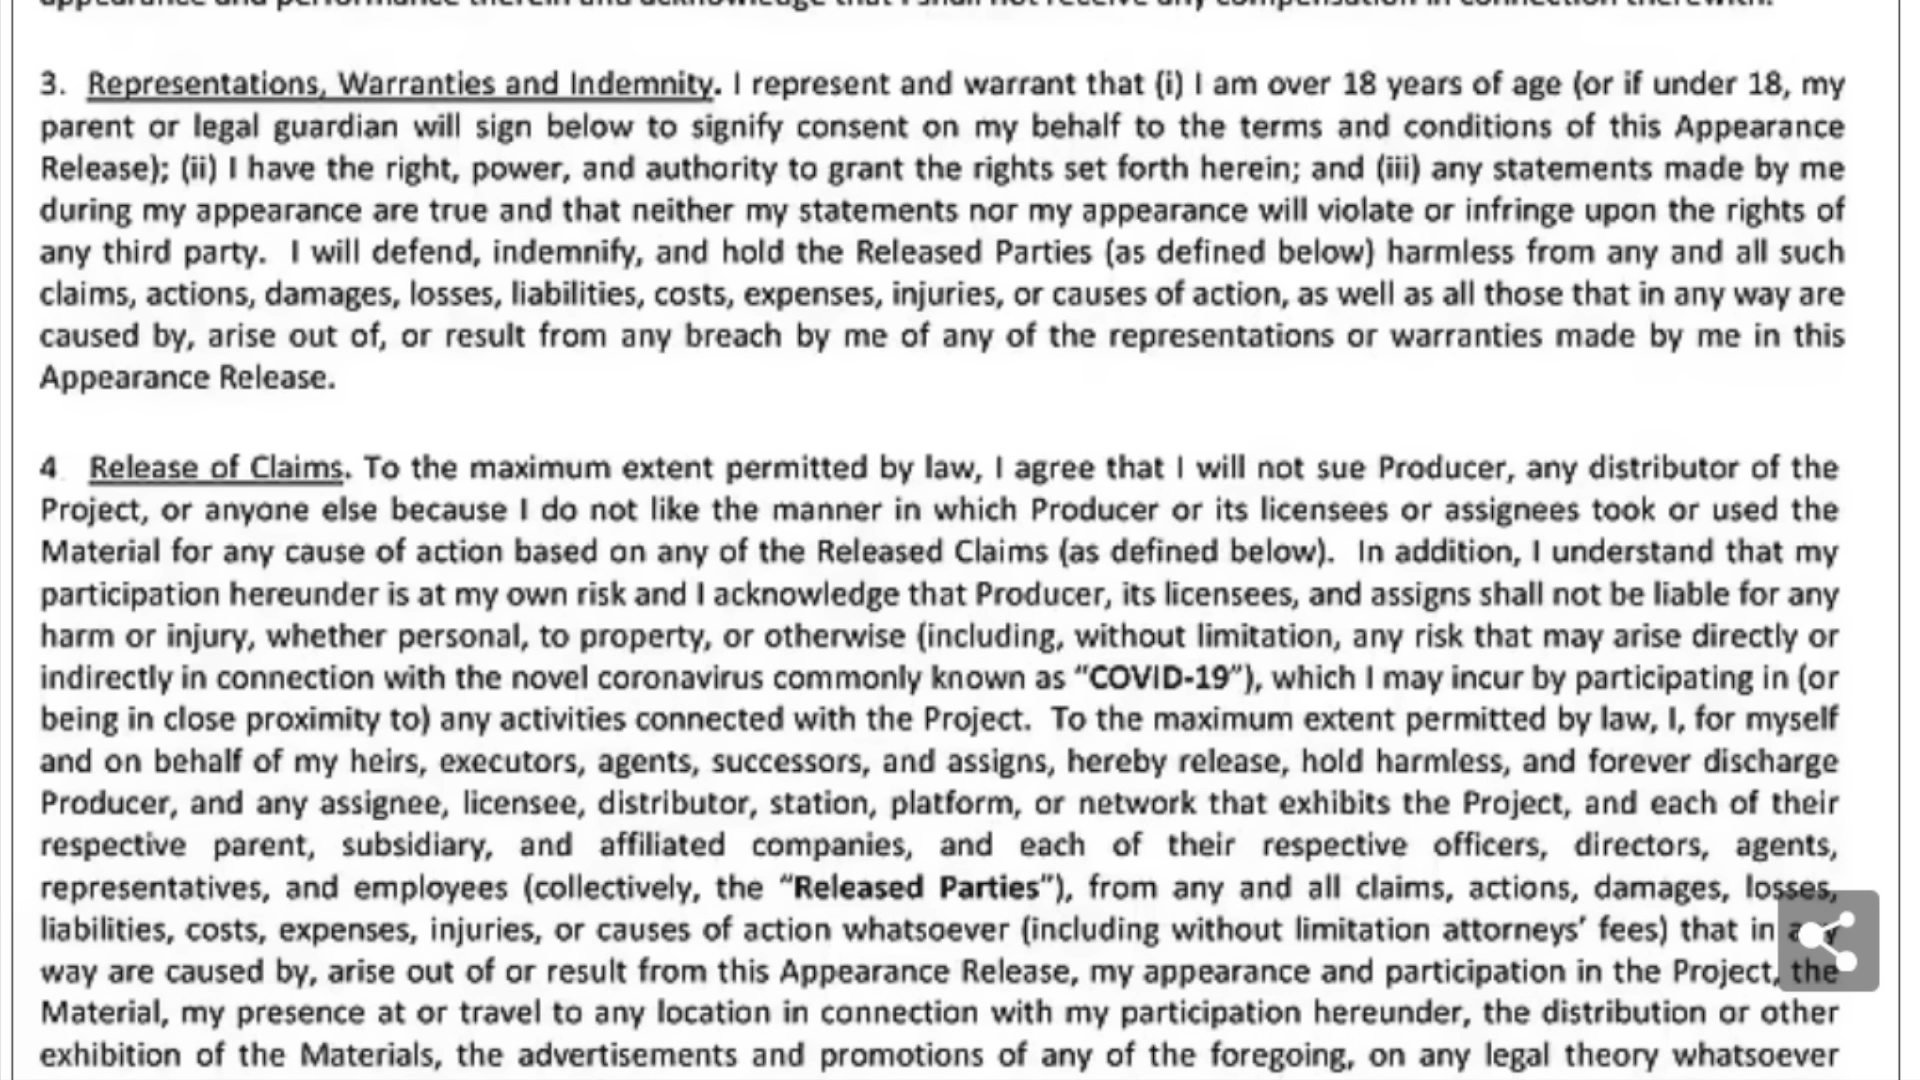 appearance and performance therein and acknowledge that I shall not receive any compensation in connection therewith.
3. Representations, Warranties and Indemnity. I represent and warrant that (i) I am over 18 years of age (or if under 18, my
parent or legal guardian will sign below to signify consent on my behalf to the terms and conditions of this Appearance
Release); (ii) I have the right, power, and authority to grant the rights set forth herein; and (iii) any statements made by me
during my appearance are true and that neither my statements nor my appearance will violate or infringe upon the rights of
any third party. I will defend, indemnify, and hold the Released Parties (as defined below) harmless from any and all such
claims, actions, damages, losses, liabilities, costs, expenses, injuries, or causes of action, as well as all those that in any way are
caused by, arise out of, or result from any breach by me of any of the representations or warranties made by me in this
Appearance Release.
4 Release of Claims. To the maximum extent permitted by law, I agree that I will not sue Producer, any distributor of the
Project, or anyone else because I do not like the manner in which Producer or its licensees or assignees took or used the
Material for any cause of action based on any of the Released Claims (as defined below). In addition, I understand that my
participation hereunder is at my own risk and I acknowledge that Producer, its licensees, and assigns shall not be liable for any
harm or injury, whether personal, to property, or otherwise (including, without limitation, any risk that may arise directly or
indirectly in connection with the novel coronavirus commonly known as “COVID-19”), which I may incur by participating in (or
being in close proximity to) any activities connected with the Project. To the maximum extent permitted by law, I, for myself
and on behalf of my heirs, executors, agents, successors, and assigns, hereby release, hold harmless, and forever discharge
Producer, and any assignee, licensee, distributor, station, platform, or network that exhibits the Project, and each of their
respective parent, subsidiary, and affiliated companies, and each of their respective officers, directors, agents,
representatives, and employees (collectively, the “Released Parties”), from any and all claims, actions, damages, losses,
liabilities, costs, expenses, injuries, or causes of action whatsoever (including without limitation attorneys’ fees) that in any
way are caused by, arise out of or result from this Appearance Release, my appearance and participation in the Project, the
Material, my presence at or travel to any location in connection with my participation hereunder, the distribution or other
exhibition of the Materials, the advertisements and promotions of any of the foregoing, on any legal theory whatsoever